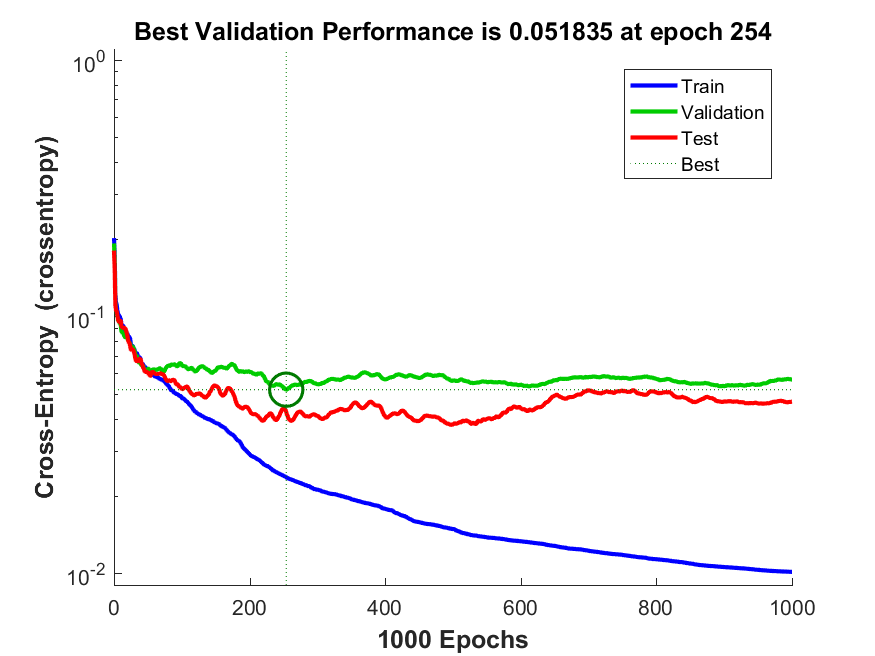 Best Validation Performance is 0.051835 at epoch 254
Cross-Entropy (crossentropy)
10^0
10^-1
10^-2
Train
Validation
Test
Best
0
200
400
600
800
1000
1000 Epochs